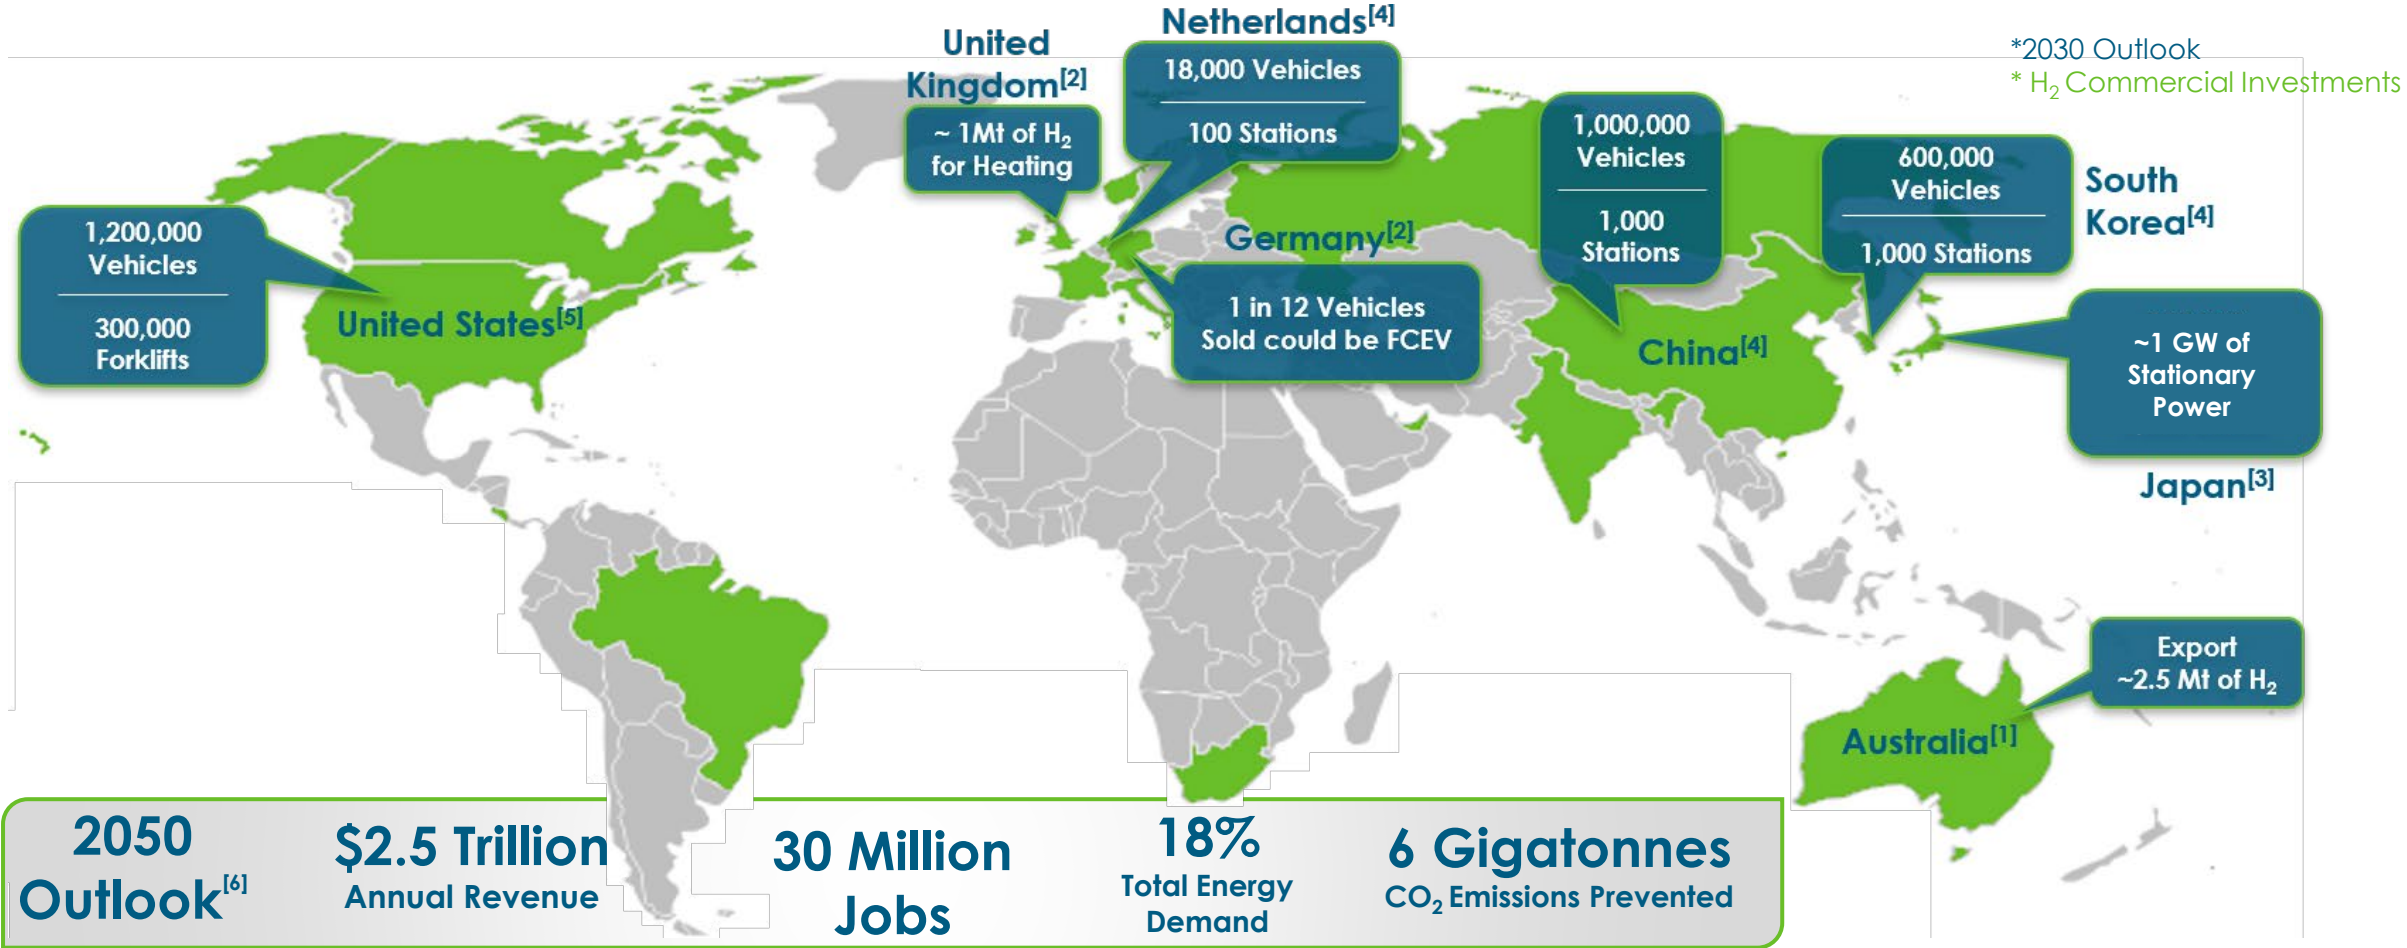 *2030 Outlook
* H₂ Commercial Investments
United
Kingdom[2]
~ 1Mt of H₂
for Heating
Netherlands[4]
18,000 Vehicles
100 Stations
1,000,000
Vehicles
1,000
Stations
China[4]
600,000
Vehicles
1,000 Stations
South
Korea[4]
1,200,000
Vehicles
300,000
Forklifts
United States[5]
Germany[2]
1 in 12 Vehicles
Sold could be FCEV
~1 GW of
Stationary
Power
Japan[3]
Export
~2.5 Mt of H₂
Australia[1]
2050
Outlook[6]
$2.5 Trillion
Annual Revenue
30 Million
Jobs
18%
Total Energy
Demand
6 Gigatonnes
CO₂ Emissions Prevented